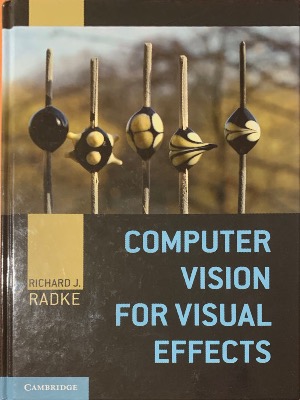 COMPUTER
VISION
FOR VISUAL
EFFECTS
RICHARD J.
RADKE
CAMBRIDGE